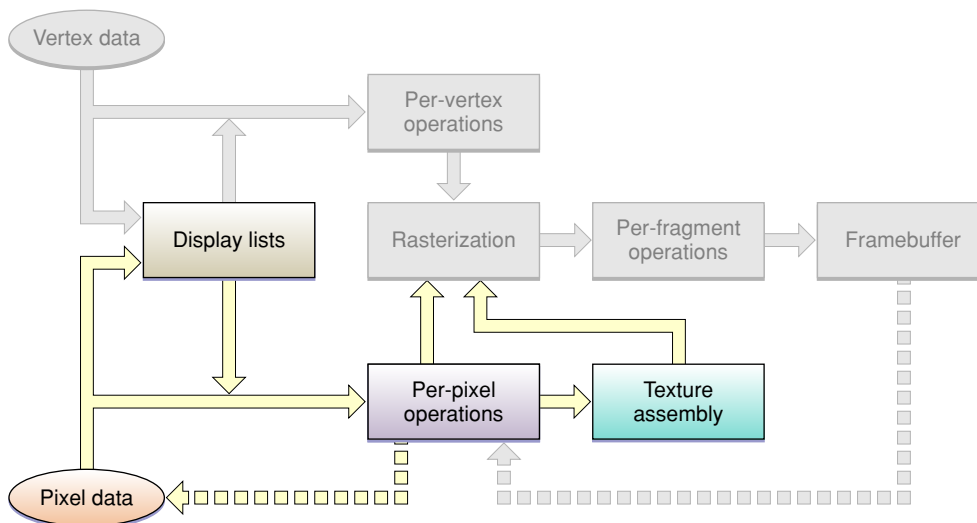 Vertex data
Per-vertex
operations
Display lists
Rasterization
Per-fragment
operations
Framebuffer
Per-pixel
operations
Texture
assembly
Pixel data